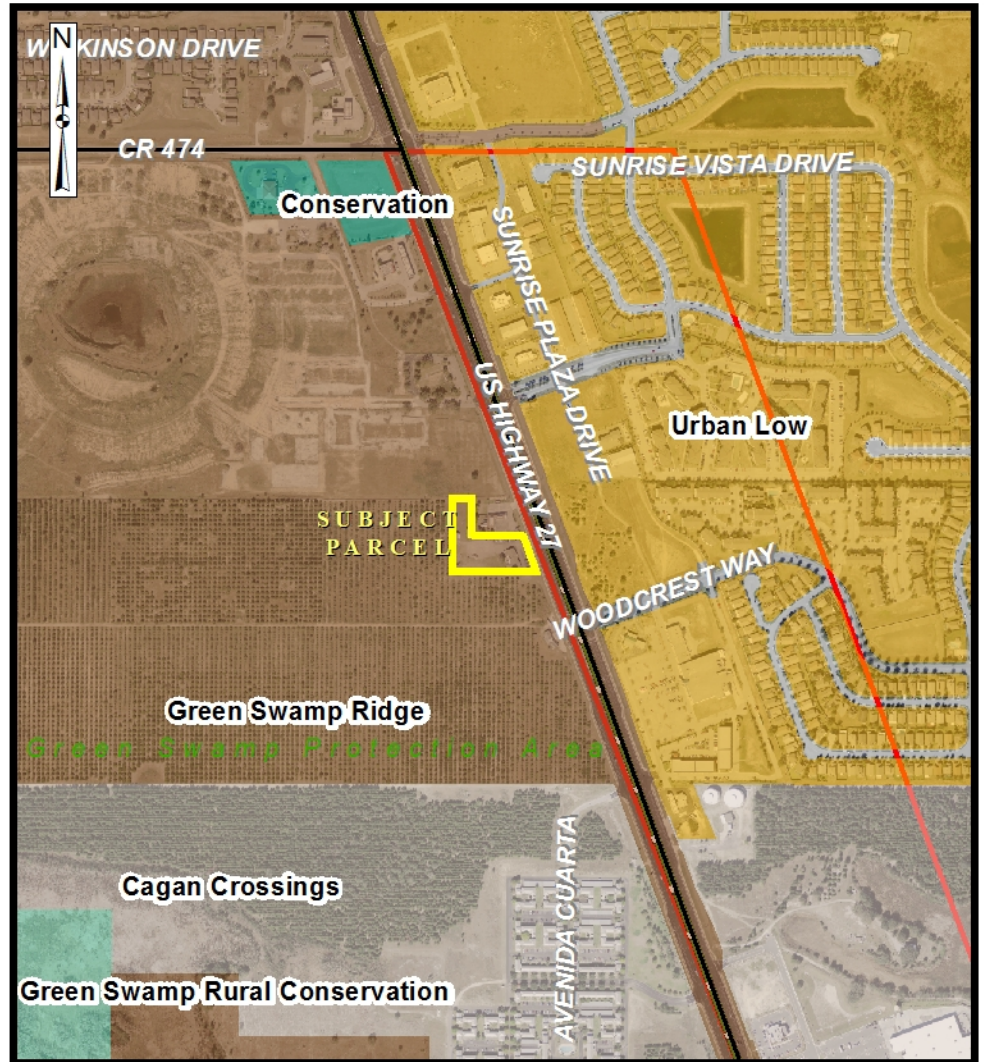 N
W KINSON DRIVE
CR 474
SUNRISE VISTA DRIVE
Conservation
SUNRISE PLAZA DRIVE
US HIGHWAY 27
Urban Low
SUBJECT
PARCEL
WOODCREST WAY
Green Swamp Ridge
Green Swamp Protection Area
Cagan Crossings
AVENIDA CUARTA
Green Swamp Rural Conservation